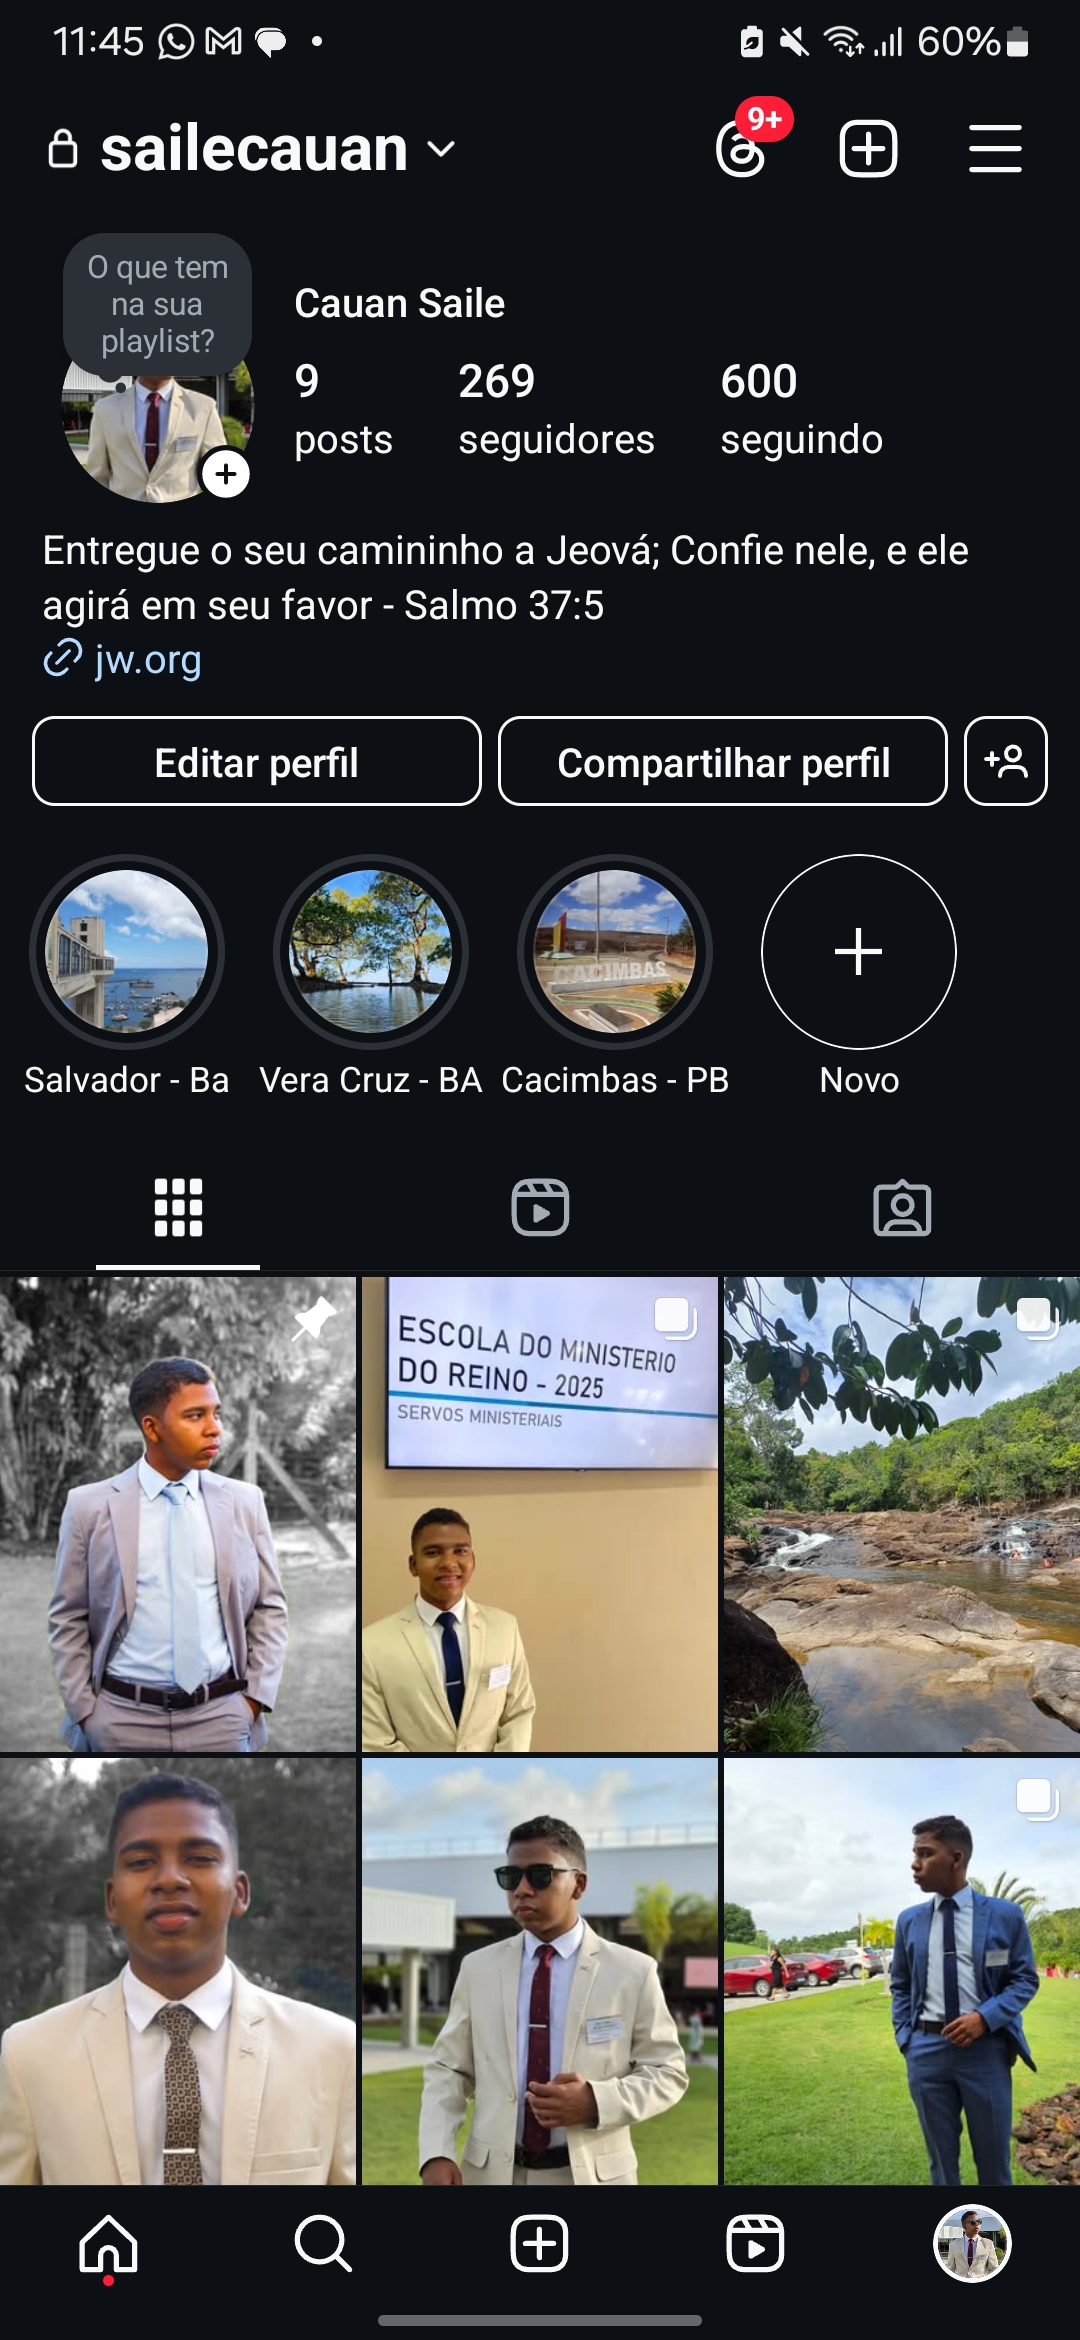 11:45
60%
sailecauan
9+
O que tem
na sua
playlist?
Cauan Saile
9
269
600
posts
seguidores
seguindo
Entregue o seu camininho a Jeová; Confie nele, e ele
agirá em seu favor - Salmo 37:5
jw.org
Editar perfil
Compartilhar perfil
CACIMBAS
Salvador - Ba
Vera Cruz - BA
Cacimbas - PB
Novo
ESCOLA DO MINISTERIO
DO REINO - 2025
SERVOS MINISTERIAIS